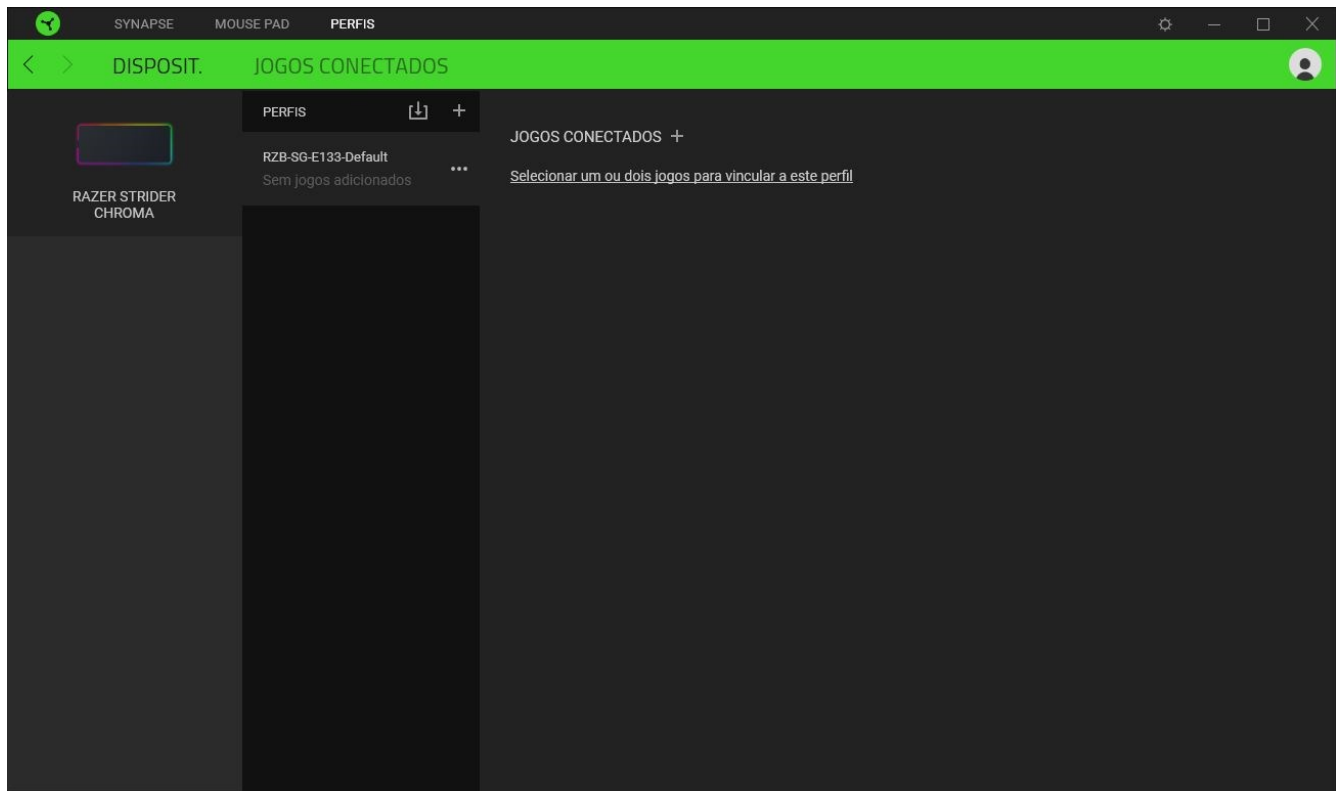 SYNAPSE MOUSE PAD PERFIS
DISPOSIT. JOGOS CONECTADOS
RAZER STRIDER
CHROMA
PERFIS
RZB-SG-E133-Default
Sem jogos adicionados
JOGOS CONECTADOS +
Selecionar um ou dois jogos para vincular a este perfil